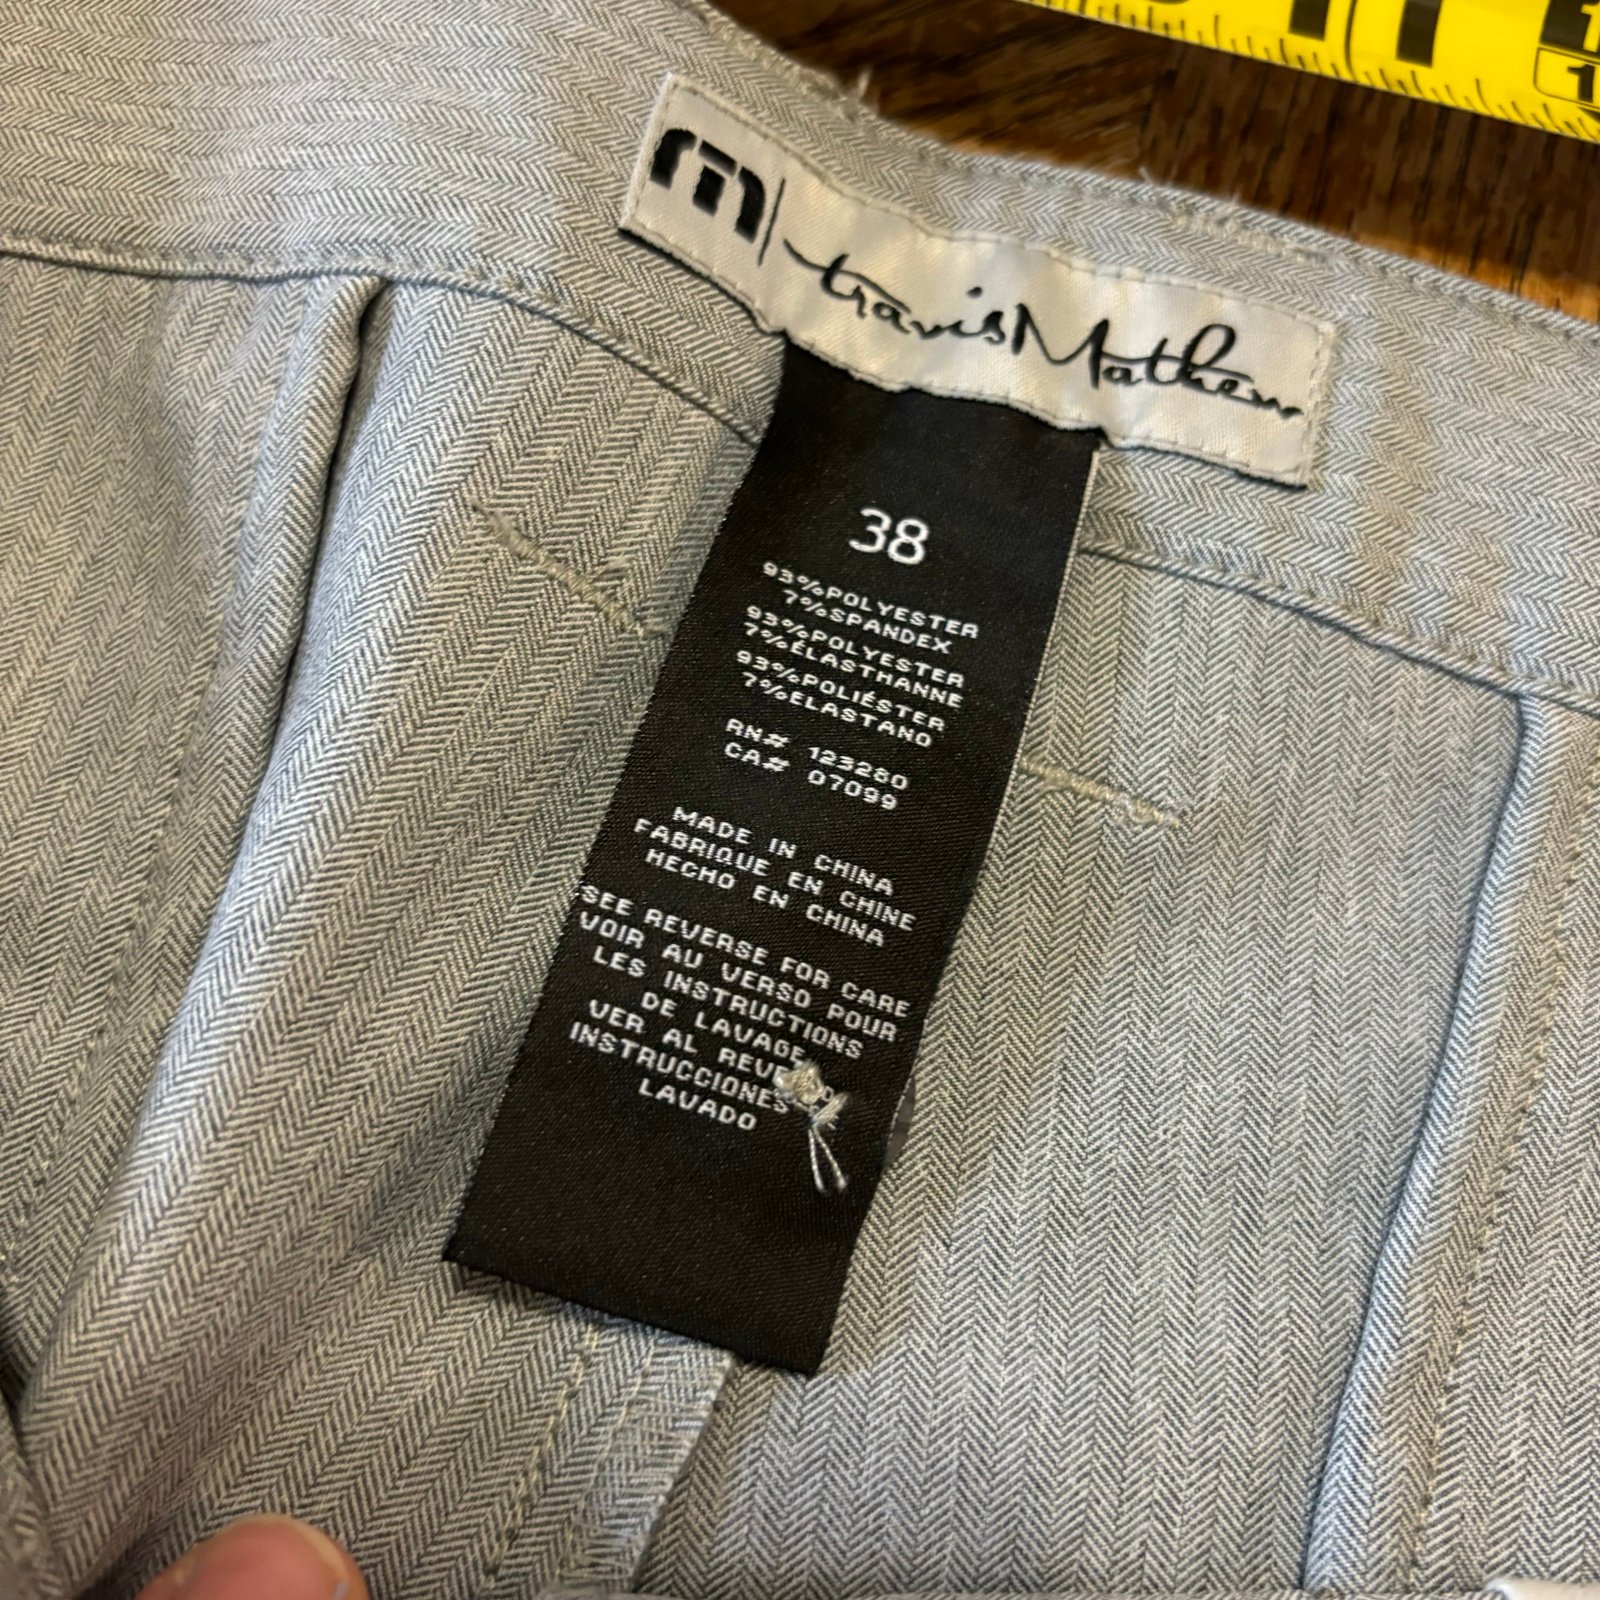 m| travisMathew
38
93%POLYESTER
7%SPANDEX
93%POLYESTER
7%ÉLASTHANNE
93%POLIÉSTER
7%ELASTANO
RN# 123280
CA# 07099
MADE IN CHINA
FABRIQUE EN CHINE
HECHO EN CHINA
SEE REVERSE FOR CARE
VOIR AU VERSO POUR
LES INSTRUCTIONS
DE LAVAGE
VER AL
INSTRUCCIONES
LAVADO